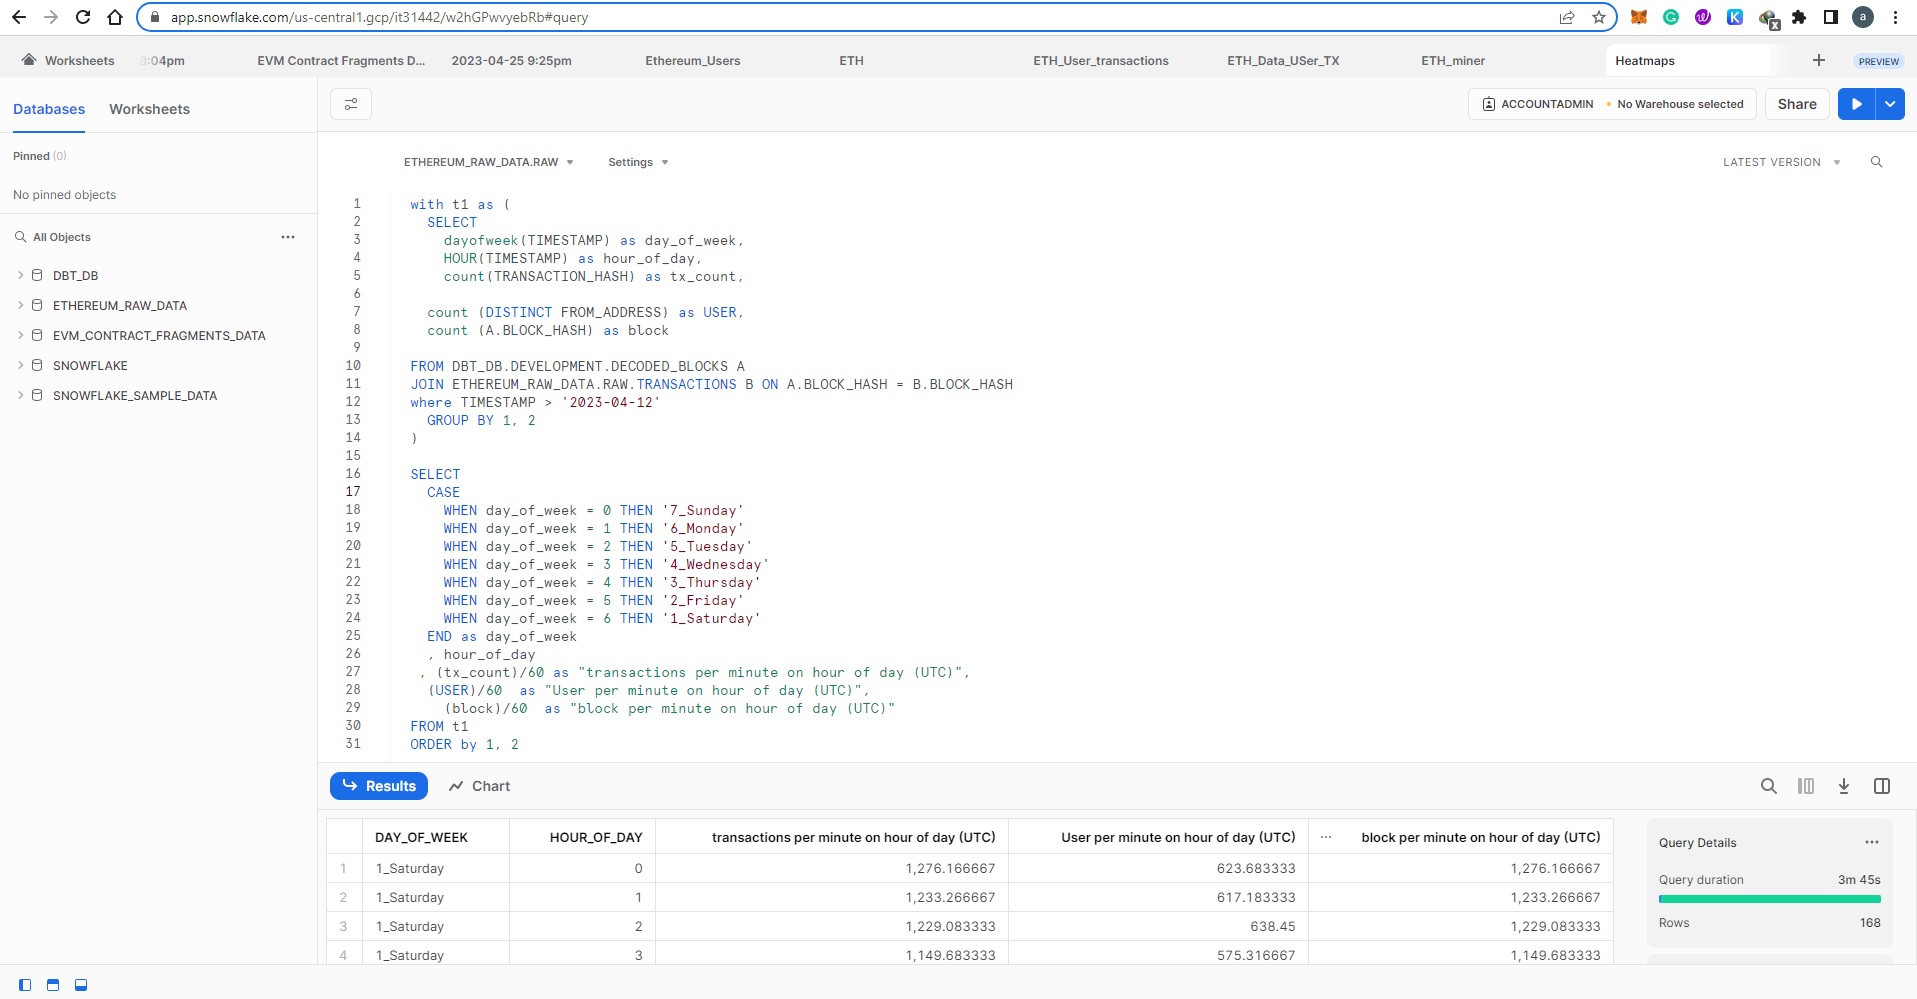 app.snowflake.com/us-central1.gcp/it31442/w2hGPwvyebRb#query
a
Worksheets
3:04pm
EVM Contract Fragments D...
2023-04-25 9:25pm
Ethereum_Users
ETH
ETH_User_transactions
ETH_Data_USer_TX
ETH_miner
Heatmaps
PREVIEW
Databases
Worksheets
ACCOUNTADMIN
No Warehouse selected
Share
Pinned (0)
No pinned objects
All Objects
DBT_DB
ETHEREUM_RAW_DATA
EVM_CONTRACT_FRAGMENTS_DATA
SNOWFLAKE
SNOWFLAKE_SAMPLE_DATA
ETHEREUM_RAW_DATA.RAW
Settings
LATEST VERSION
1 with t1 as (
2 SELECT
3 dayofweek(TIMESTAMP) as day_of_week,
4 HOUR(TIMESTAMP) as hour_of_day,
5 count(TRANSACTION_HASH) as tx_count,
6
7 count (DISTINCT FROM_ADDRESS) as USER,
8 count (A.BLOCK_HASH) as block
9
10 FROM DBT_DB.DEVELOPMENT.DECODED_BLOCKS A
11 JOIN ETHEREUM_RAW_DATA.RAW.TRANSACTIONS B ON A.BLOCK_HASH = B.BLOCK_HASH
12 where TIMESTAMP > '2023-04-12'
13 GROUP BY 1, 2
14 )
15
16 SELECT
17 CASE
18 WHEN day_of_week = 0 THEN '7_Sunday'
19 WHEN day_of_week = 1 THEN '6_Monday'
20 WHEN day_of_week = 2 THEN '5_Tuesday'
21 WHEN day_of_week = 3 THEN '4_Wednesday'
22 WHEN day_of_week = 4 THEN '3_Thursday'
23 WHEN day_of_week = 5 THEN '2_Friday'
24 WHEN day_of_week = 6 THEN '1_Saturday'
25 END as day_of_week
26 , hour_of_day
27 , (tx_count)/60 as "transactions per minute on hour of day (UTC)",
28 (USER)/60 as "User per minute on hour of day (UTC)",
29 (block)/60 as "block per minute on hour of day (UTC)"
30 FROM t1
31 ORDER by 1, 2
Results
Chart
DAY_OF_WEEK HOUR_OF_DAY transactions per minute on hour of day (UTC) User per minute on hour of day (UTC) ... block per minute on hour of day (UTC)
1 1_Saturday 0 1,276.166667 623.683333 1,276.166667
2 1_Saturday 1 1,233.266667 617.183333 1,233.266667
3 1_Saturday 2 1,229.083333 638.45 1,229.083333
4 1_Saturday 3 1,149.683333 575.316667 1,149.683333
Query Details
Query duration 3m 45s
Rows 168